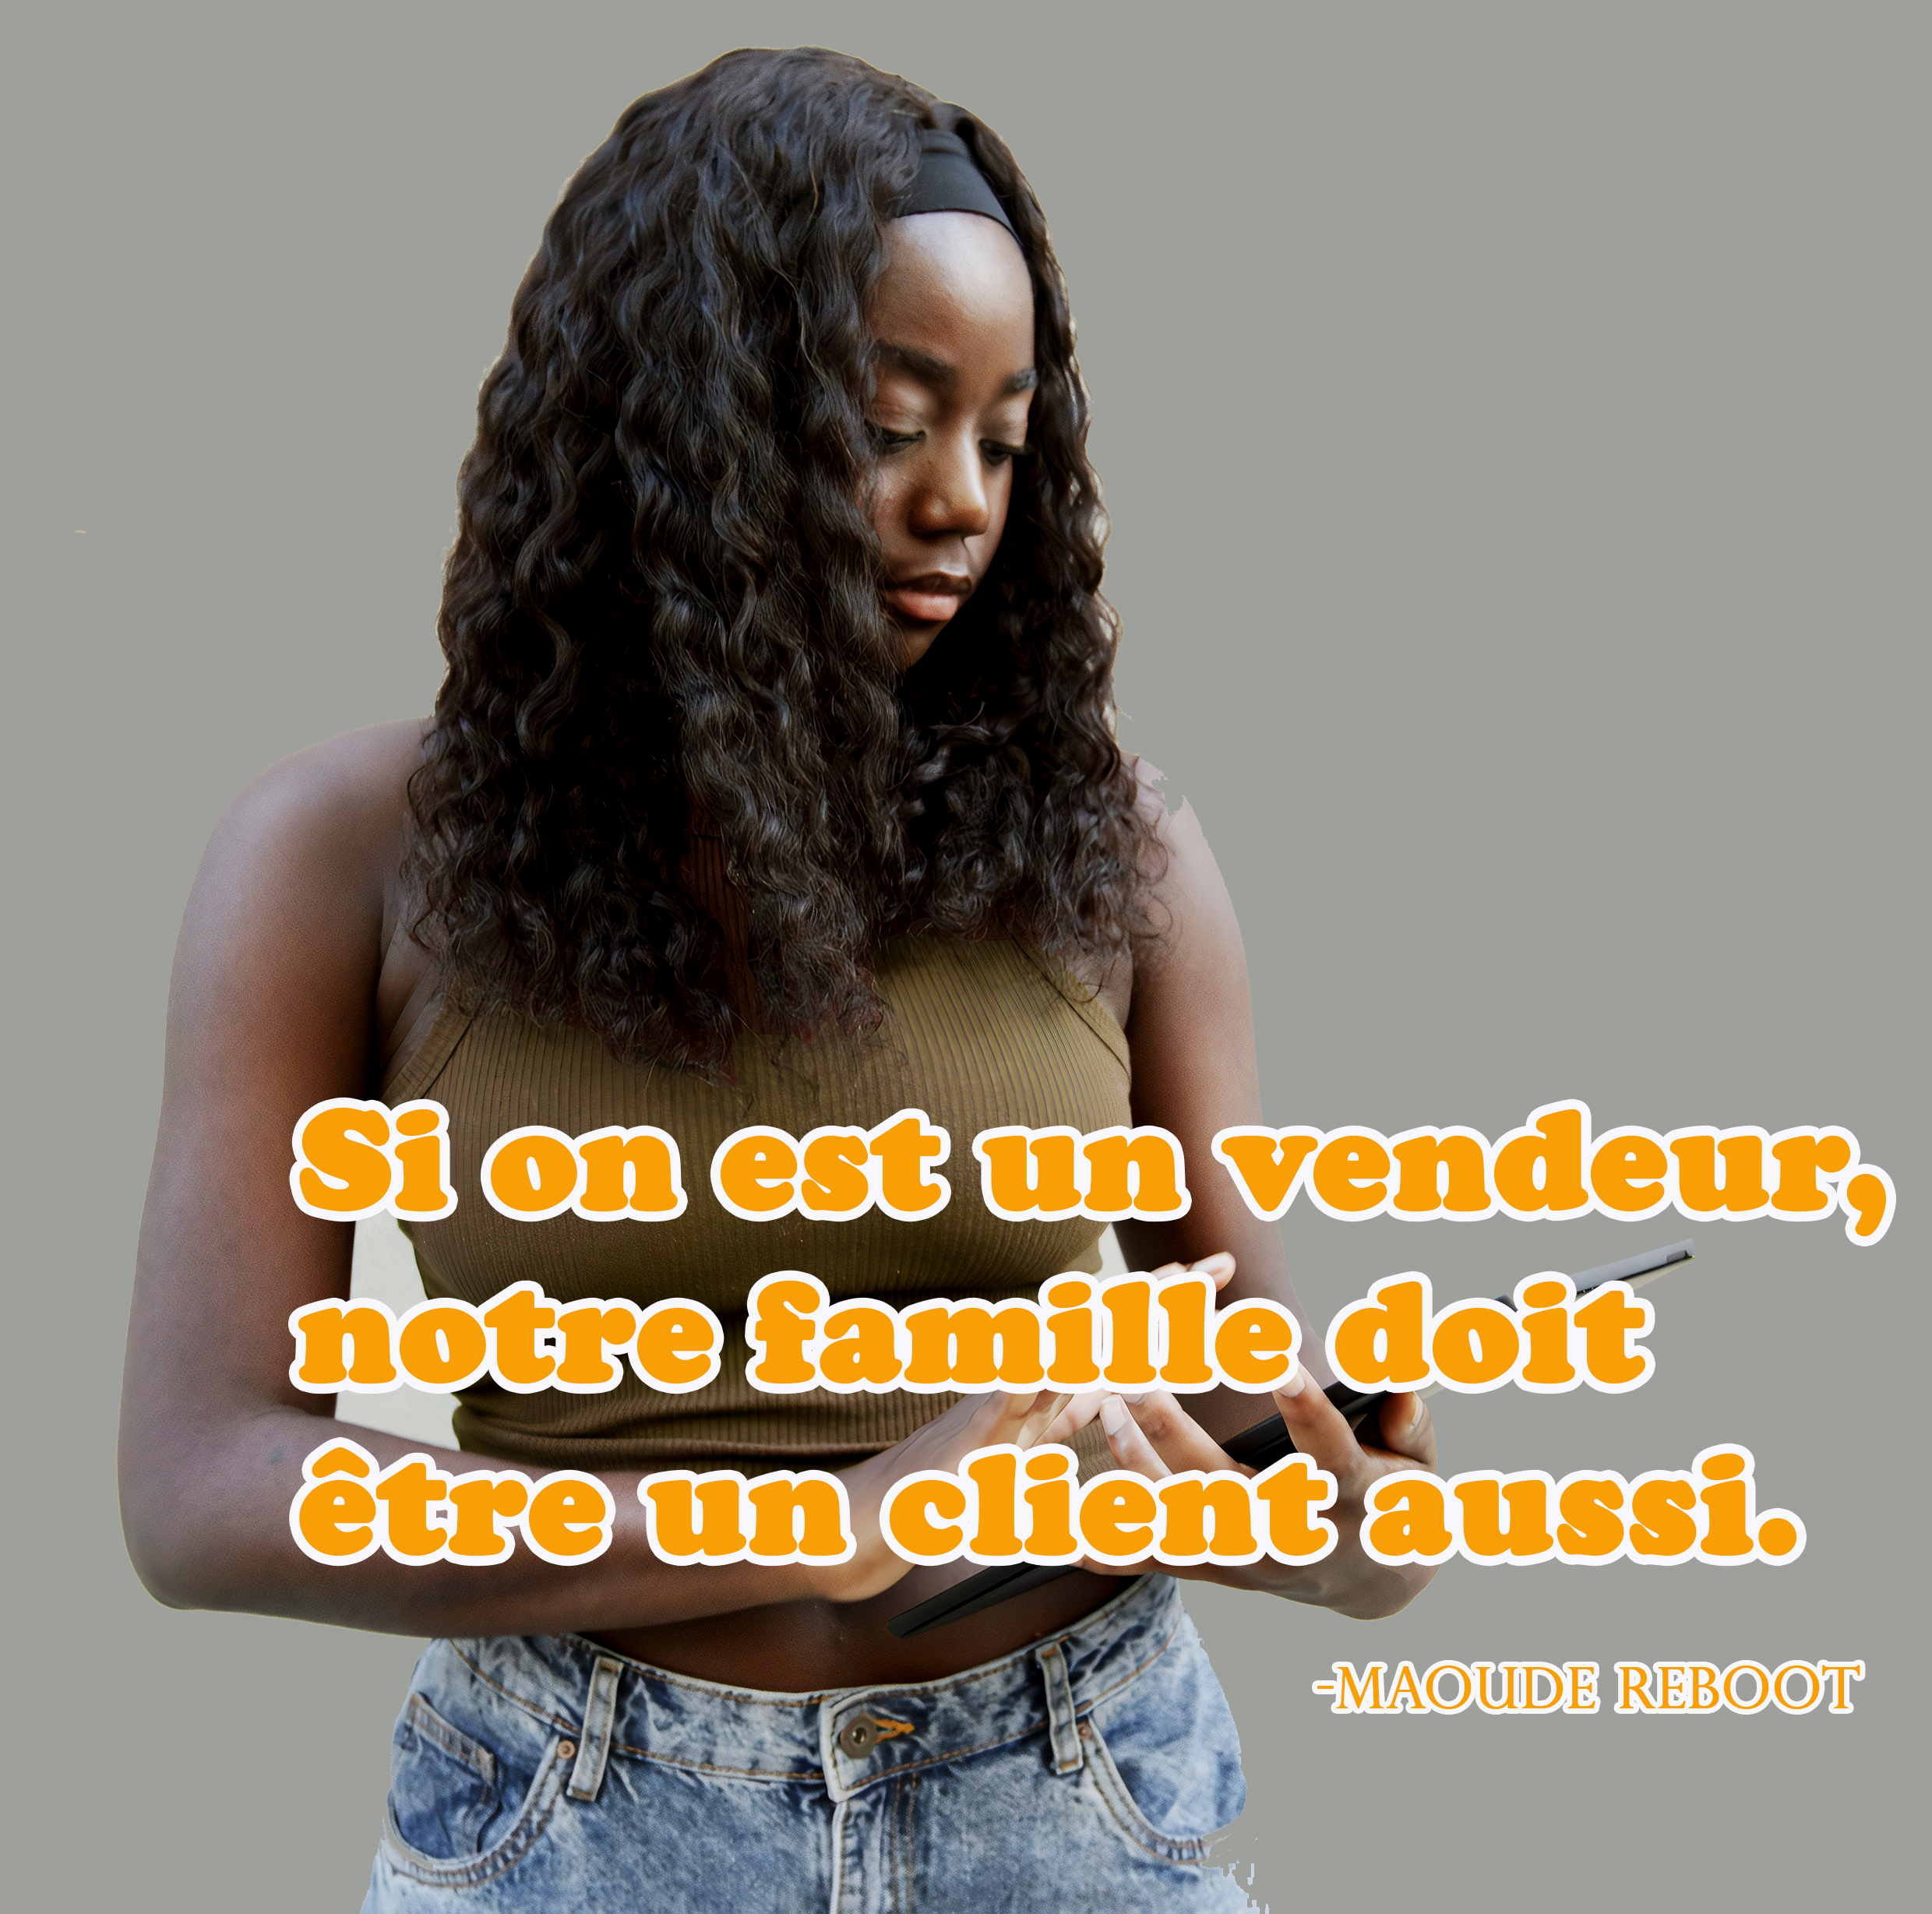 Si on est un vendeur,
notre famille doit
être un client aussi.
-MAOUDE REBOOT